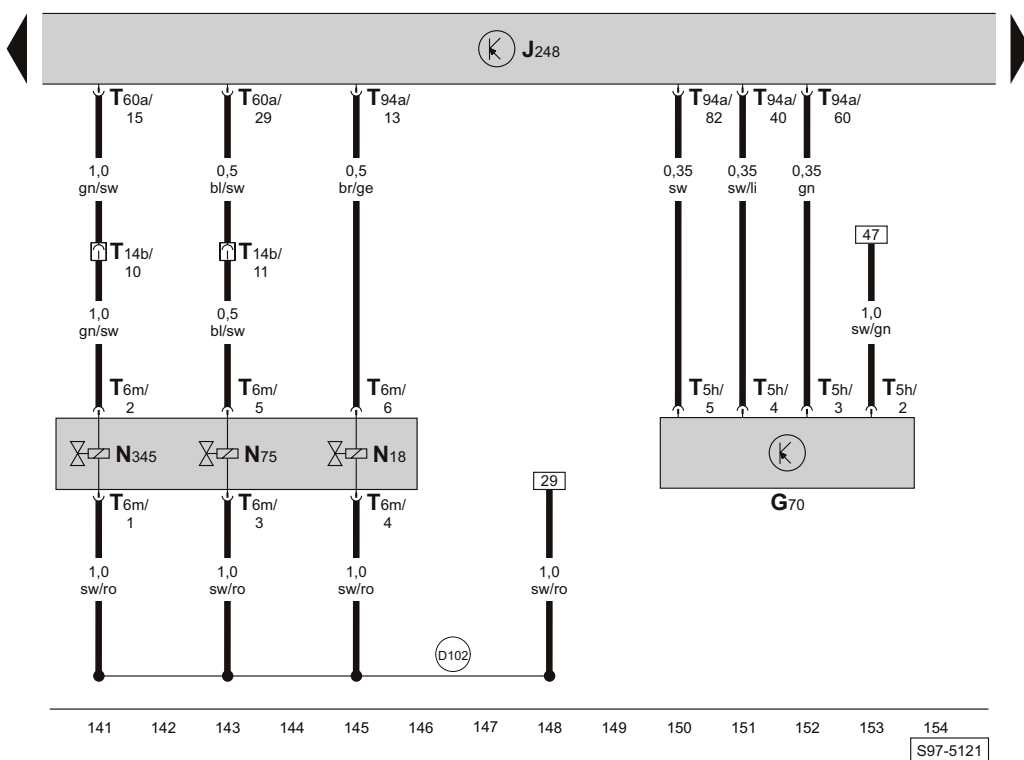 J248
T60a/ T60a/ T94a/ T94a/ T94a/ T94a/
15 29 13 82 40 60
1,0 0,5 0,5 0,35 0,35 0,35
gn/sw bl/sw br/ge sw sw/li gn
47
T14b/ T14b/
10 11
1,0 0,5 1,0
gn/sw bl/sw sw/gn
T6m/ T6m/ T6m/ T5h/ T5h/ T5h/ T5h/
2 5 6 5 4 3 2
N345 N75 N18
29
T6m/ T6m/ T6m/ G70
1 3 4
1,0 1,0 1,0 1,0
sw/ro sw/ro sw/ro sw/ro
D102
141 142 143 144 145 146 147 148 149 150 151 152 153 154
S97-5121